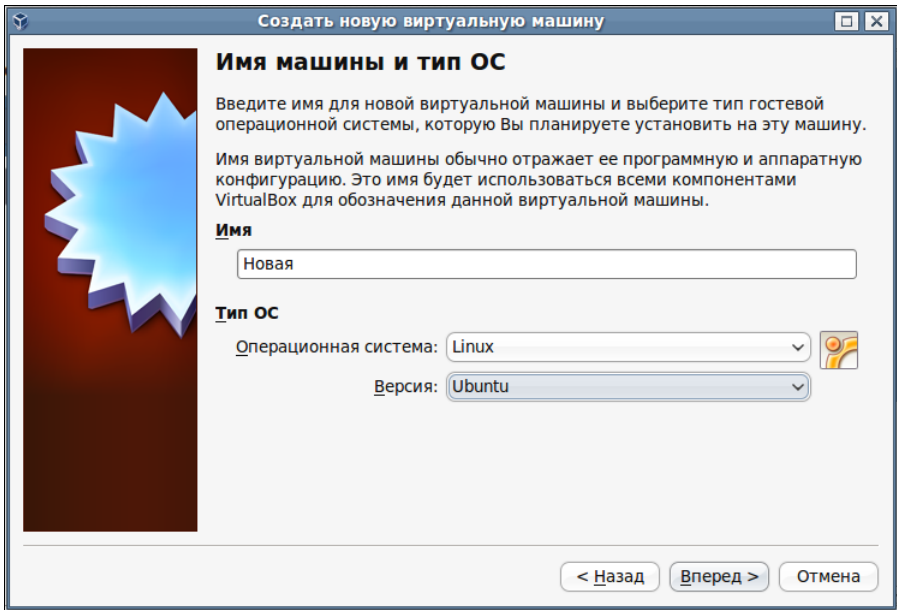 Создать новую виртуальную машину
Имя машины и тип ОС
Введите имя для новой виртуальной машины и выберите тип гостевой
операционной системы, которую Вы планируете установить на эту машину.
Имя виртуальной машины обычно отражает ее программную и аппаратную
конфигурацию. Это имя будет использоваться всеми компонентами
VirtualBox для обозначения данной виртуальной машины.
Имя
Новая
Тип ОС
Операционная система: Linux
Версия: Ubuntu
< Назад Вперед > Отмена